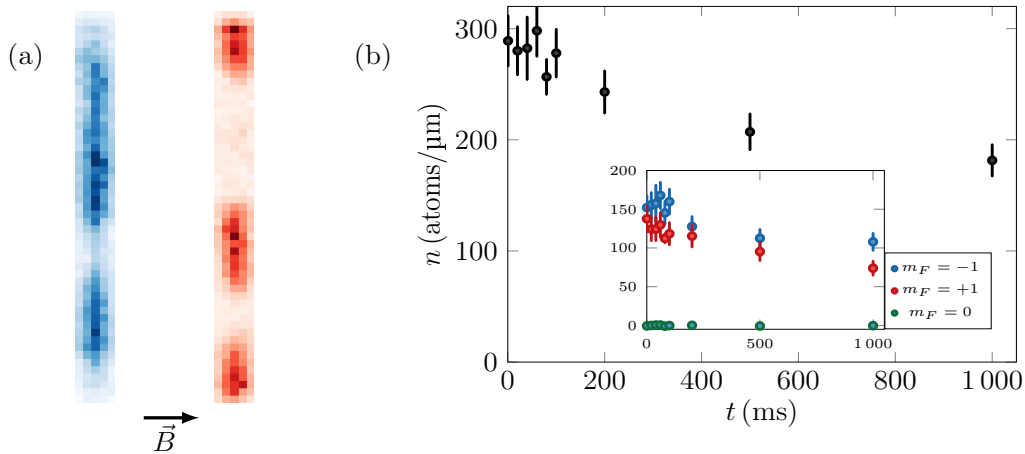 (a)
B⃗
(b)
n (atoms/µm)
300
200
100
0
0
200
400
600
800
1 000
t (ms)
200
150
100
50
0
0
500
1 000
m_F = −1
m_F = +1
m_F = 0